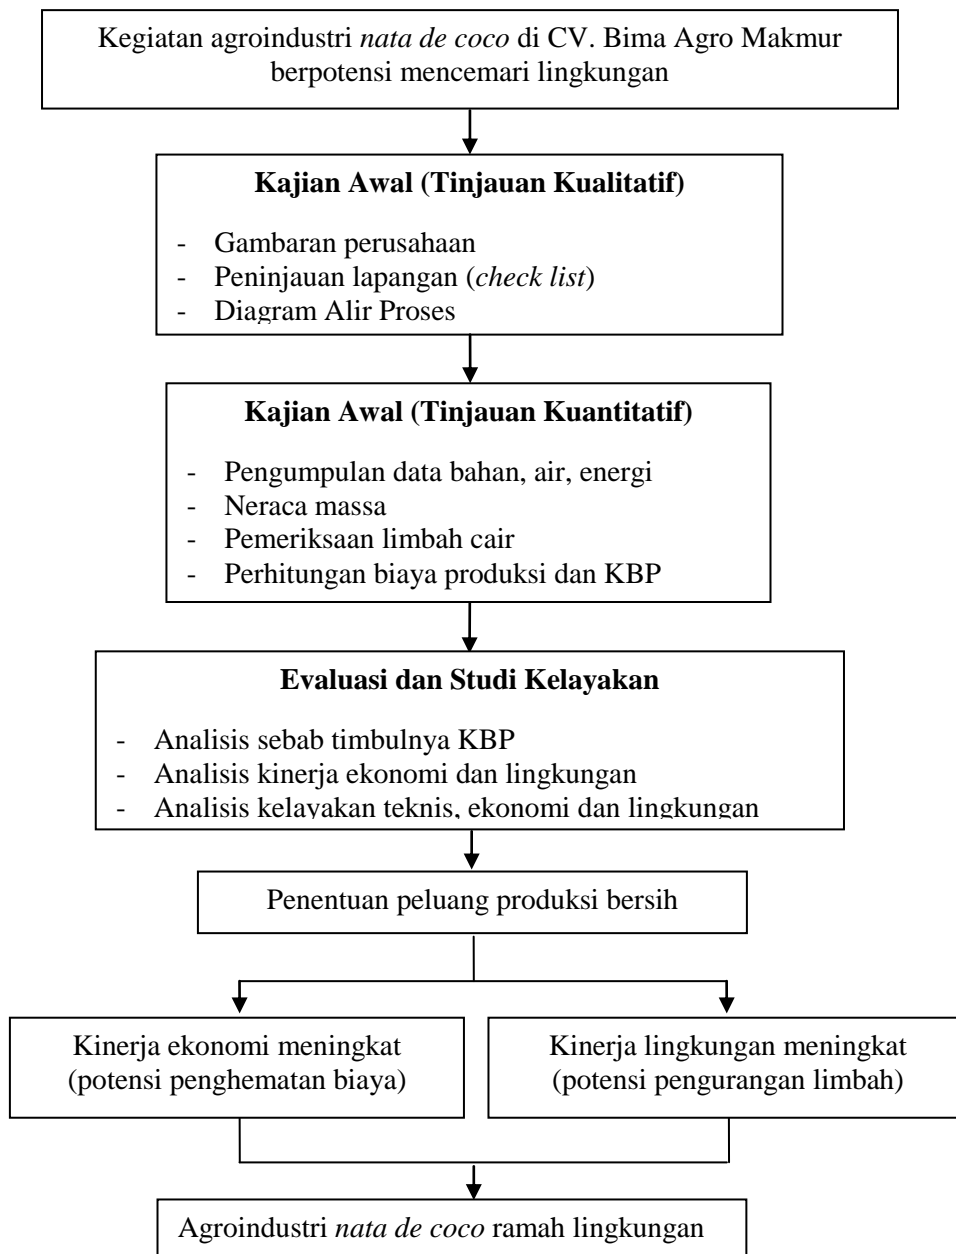 Kegiatan agroindustri nata de coco di CV. Bima Agro Makmur
berpotensi mencemari lingkungan
Kajian Awal (Tinjauan Kualitatif)
- Gambaran perusahaan
- Peninjauan lapangan (check list)
- Diagram Alir Proses
Kajian Awal (Tinjauan Kuantitatif)
- Pengumpulan data bahan, air, energi
- Neraca massa
- Pemeriksaan limbah cair
- Perhitungan biaya produksi dan KBP
Evaluasi dan Studi Kelayakan
- Analisis sebab timbulnya KBP
- Analisis kinerja ekonomi dan lingkungan
- Analisis kelayakan teknis, ekonomi dan lingkungan
Penentuan peluang produksi bersih
Kinerja ekonomi meningkat
(potensi penghematan biaya)
Kinerja lingkungan meningkat
(potensi pengurangan limbah)
Agroindustri nata de coco ramah lingkungan